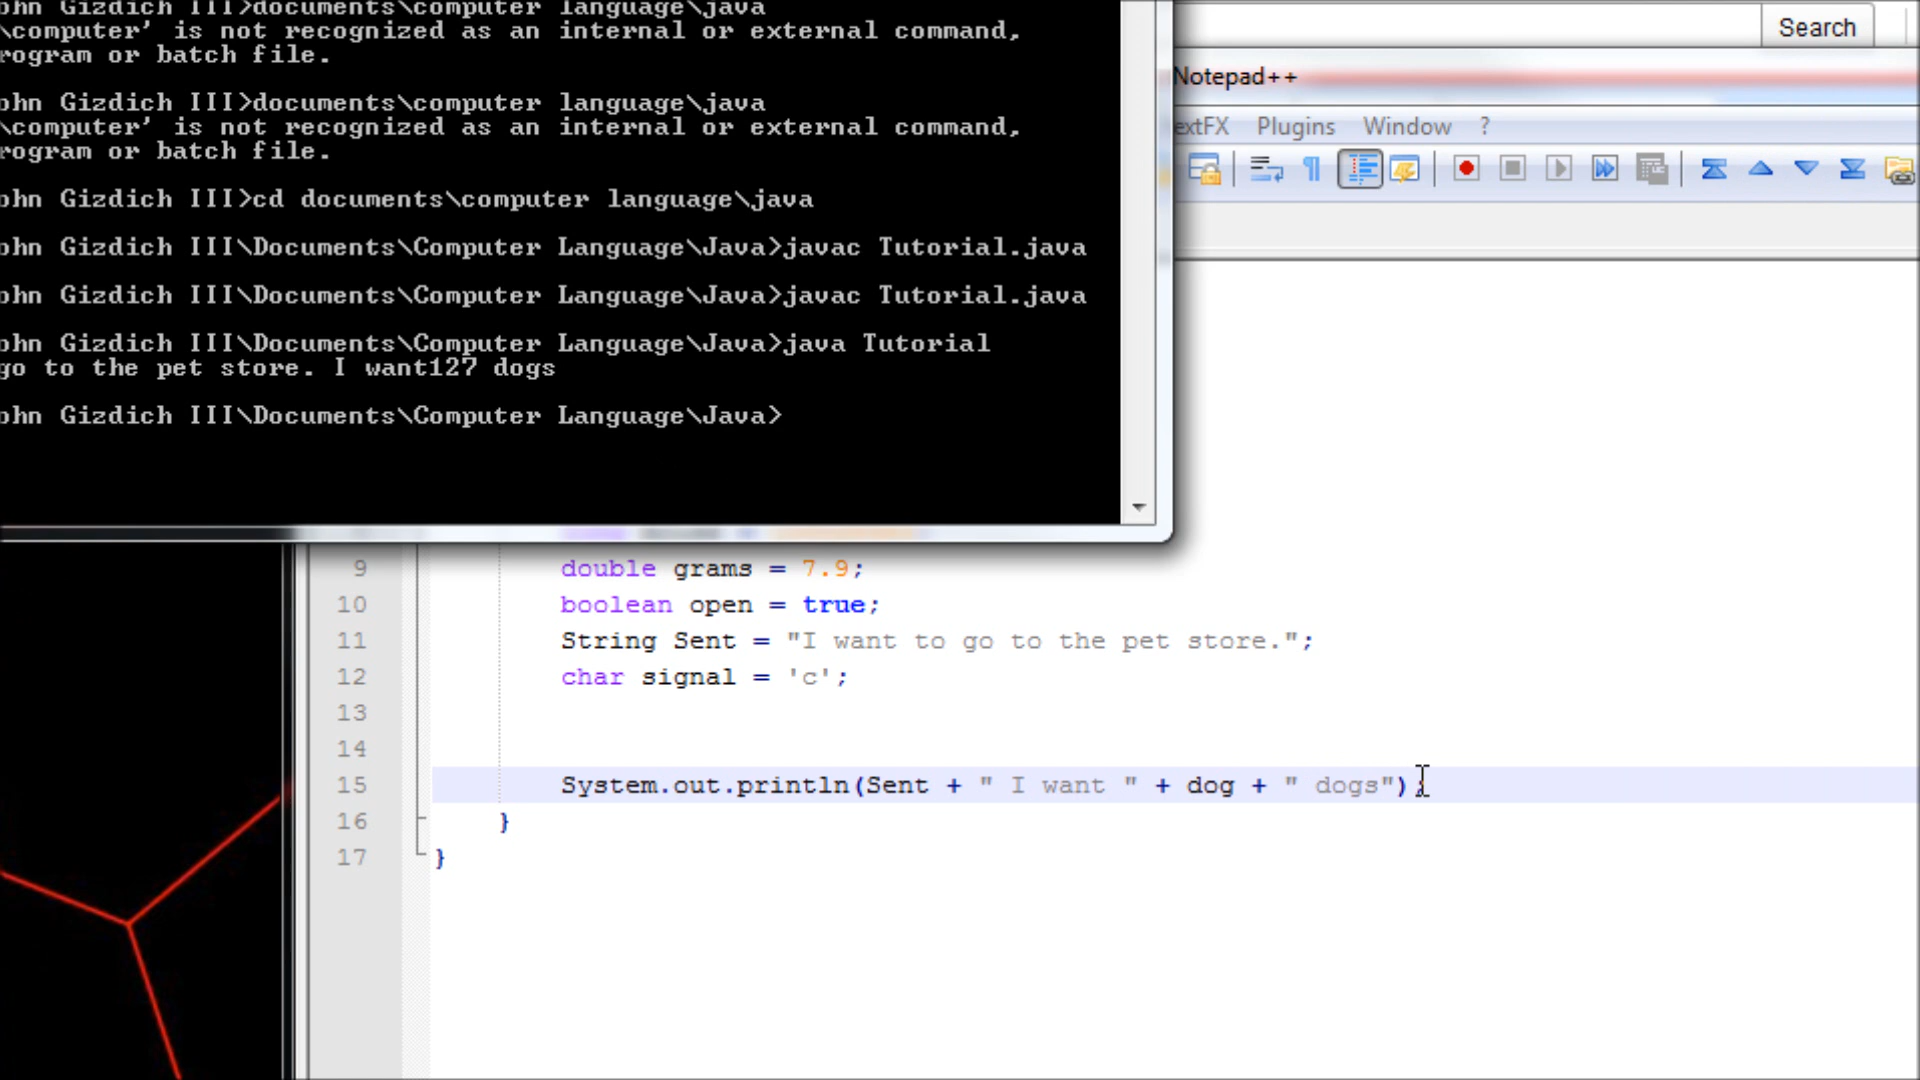 ohn Gizdich III>documents\computer language\java
\computer' is not recognized as an internal or external command,
rogram or batch file.
ohn Gizdich III>documents\computer language\java
\computer' is not recognized as an internal or external command,
rogram or batch file.
ohn Gizdich III>cd documents\computer language\java
ohn Gizdich III\Documents\Computer Language\Java>javac Tutorial.java
ohn Gizdich III\Documents\Computer Language\Java>javac Tutorial.java
ohn Gizdich III\Documents\Computer Language\Java>java Tutorial
go to the pet store. I want127 dogs
ohn Gizdich III\Documents\Computer Language\Java>
Search
Notepad++
extFX Plugins Window ?
9 double grams = 7.9;
10 boolean open = true;
11 String Sent = "I want to go to the pet store.";
12 char signal = 'c';
13
14
15 System.out.println(Sent + " I want " + dog + " dogs");
16 }
17 }